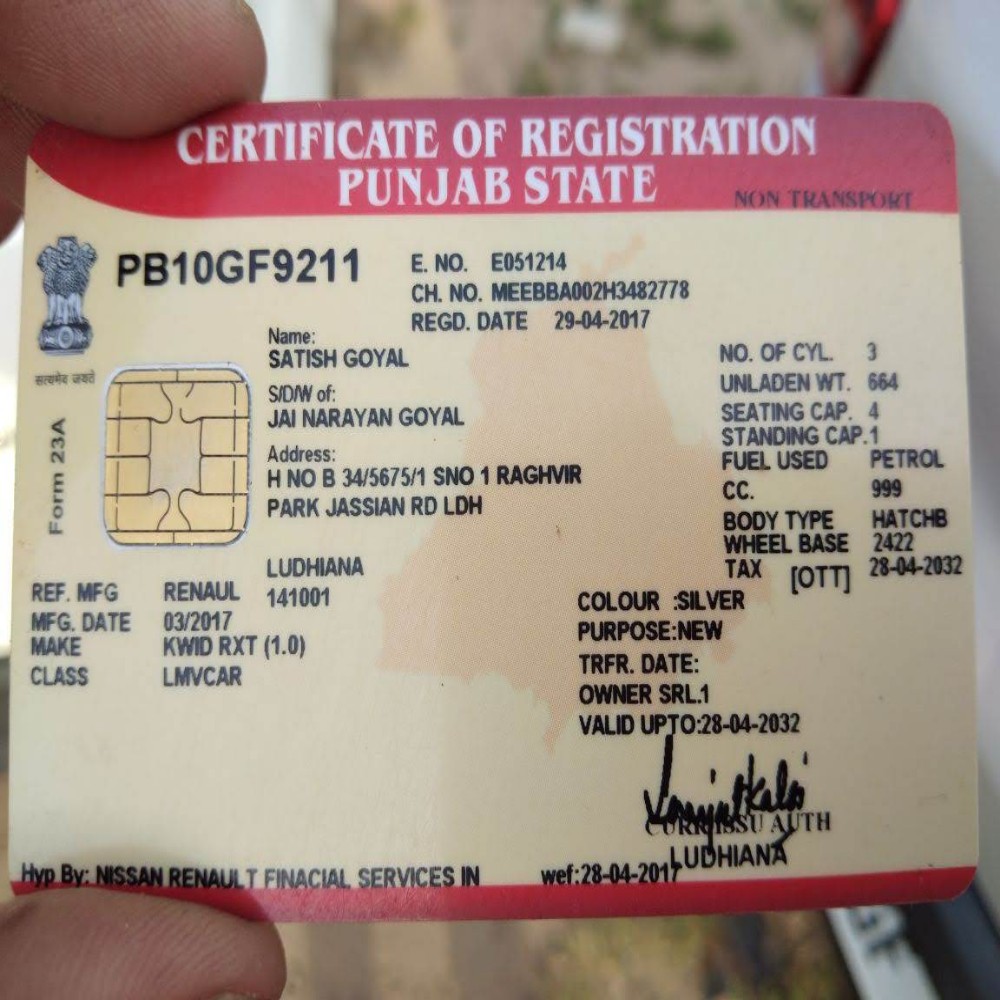 CERTIFICATE OF REGISTRATION
PUNJAB STATE
NON TRANSPORT
PB10GF9211
E. NO. E051214
CH. NO. MEEBBA002H3482778
REGD. DATE 29-04-2017
सत्यमेव जयते
Form 23A
Name:
SATISH GOYAL
S/D/W of:
JAI NARAYAN GOYAL
Address:
H NO B 34/5675/1 SNO 1 RAGHVIR
PARK JASSIAN RD LDH
LUDHIANA
141001
NO. OF CYL. 3
UNLADEN WT. 664
SEATING CAP. 4
STANDING CAP.1
FUEL USED PETROL
CC. 999
BODY TYPE HATCHB
WHEEL BASE 2422
TAX [OTT] 28-04-2032
REF. MFG RENAUL
MFG. DATE 03/2017
MAKE KWID RXT (1.0)
CLASS LMVCAR
COLOUR :SILVER
PURPOSE:NEW
TRFR. DATE:
OWNER SRL.1
VALID UPTO:28-04-2032
ISSU AUTH
LUDHIANA
Hyp By: NISSAN RENAULT FINACIAL SERVICES IN wef:28-04-2017